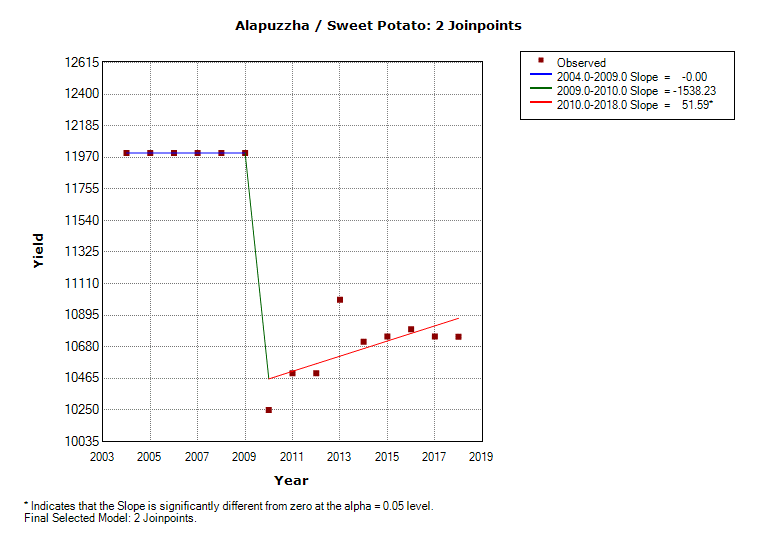 Alapuzzha / Sweet Potato: 2 Joinpoints
Observed
2004.0-2009.0 Slope = -0.00
2009.0-2010.0 Slope = -1538.23
2010.0-2018.0 Slope = 51.59*
12615
12400
12185
11970
11755
11540
11325
11110
10895
10680
10465
10250
10035
Yield
2003 2005 2007 2009 2011 2013 2015 2017 2019
Year
* Indicates that the Slope is significantly different from zero at the alpha = 0.05 level.
Final Selected Model: 2 Joinpoints.